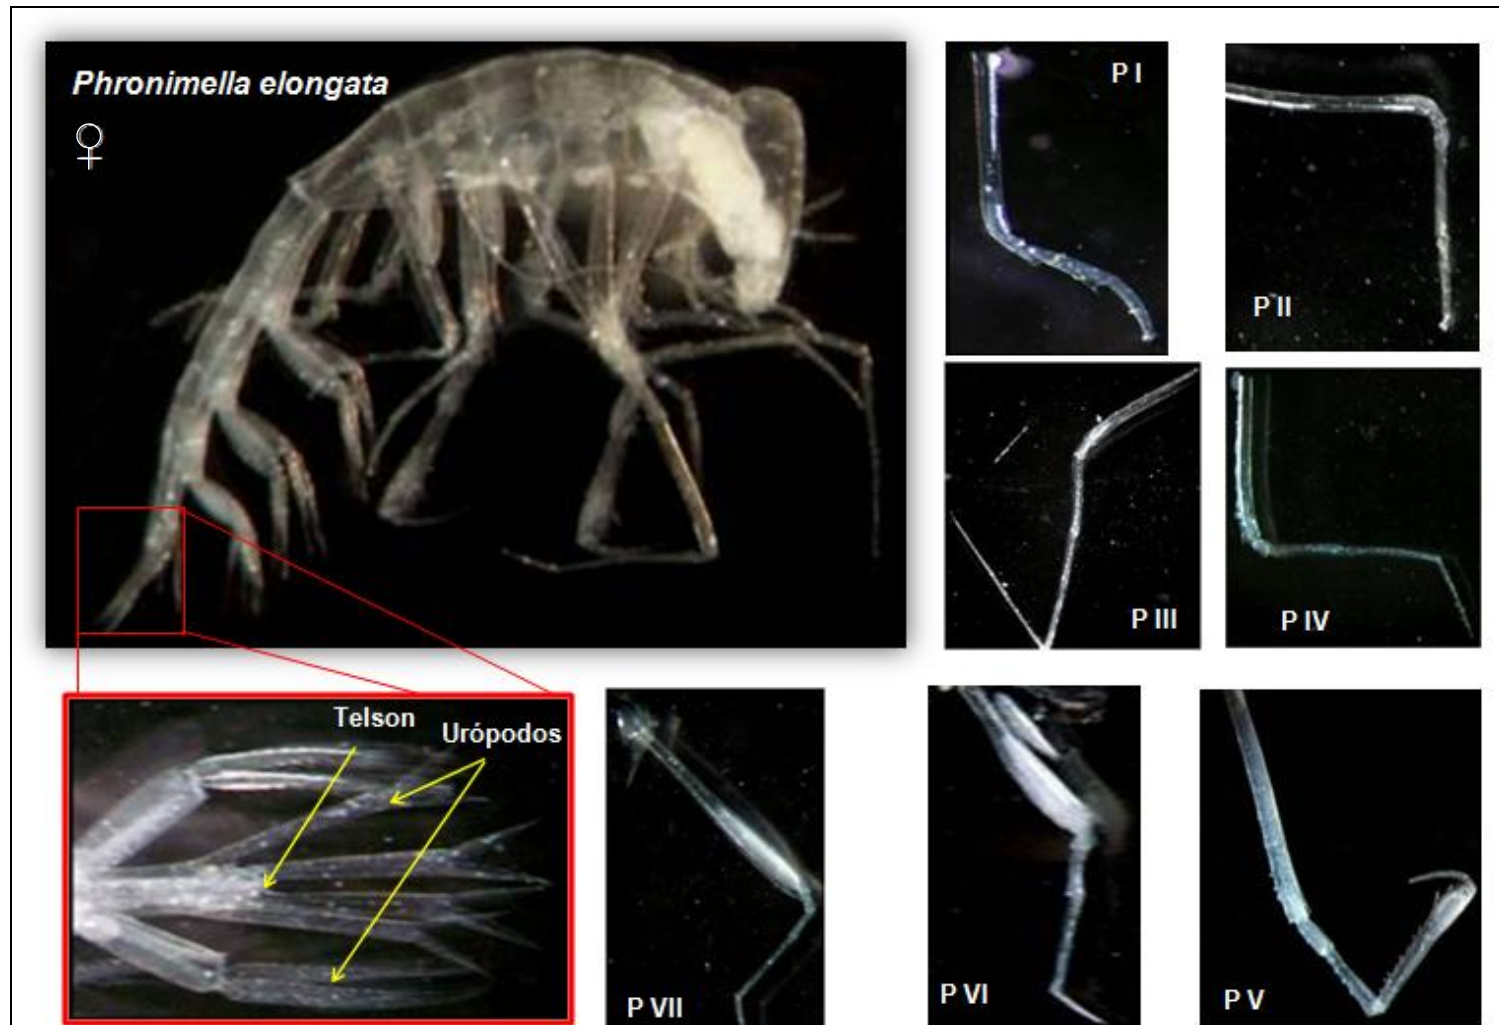 Phronimella elongata
♀
P I
P II
P III
P IV
Telson
Urópodos
P VII
P VI
P V